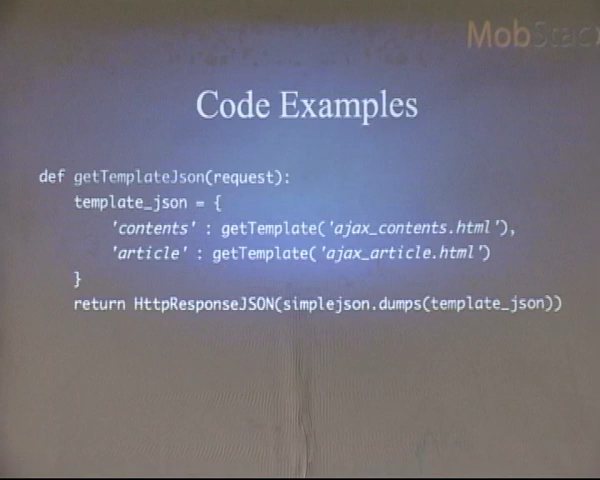 MobStack
Code Examples
def getTemplateJson(request):
template_json = {
'contents' : getTemplate('ajax_contents.html'),
'article' : getTemplate('ajax_article.html')
}
return HttpResponseJSON(simplejson.dumps(template_json))